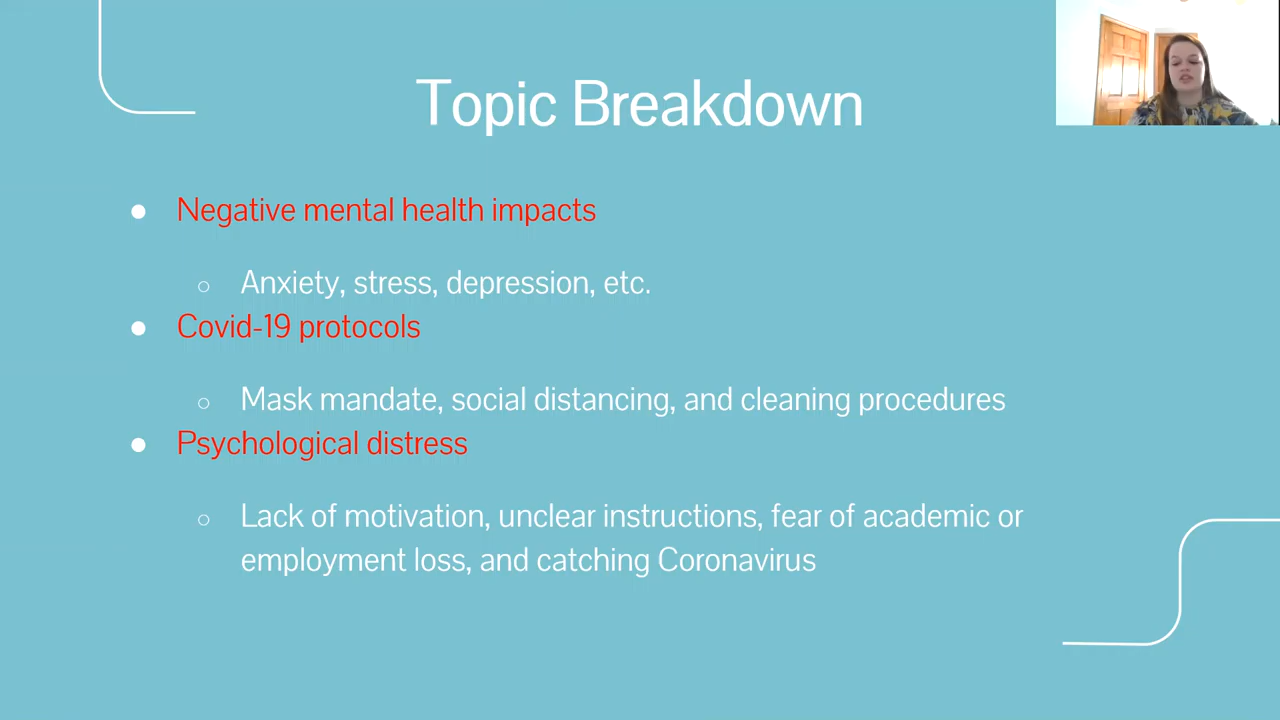 Topic Breakdown
● Negative mental health impacts
○ Anxiety, stress, depression, etc.
● Covid-19 protocols
○ Mask mandate, social distancing, and cleaning procedures
● Psychological distress
○ Lack of motivation, unclear instructions, fear of academic or
employment loss, and catching Coronavirus